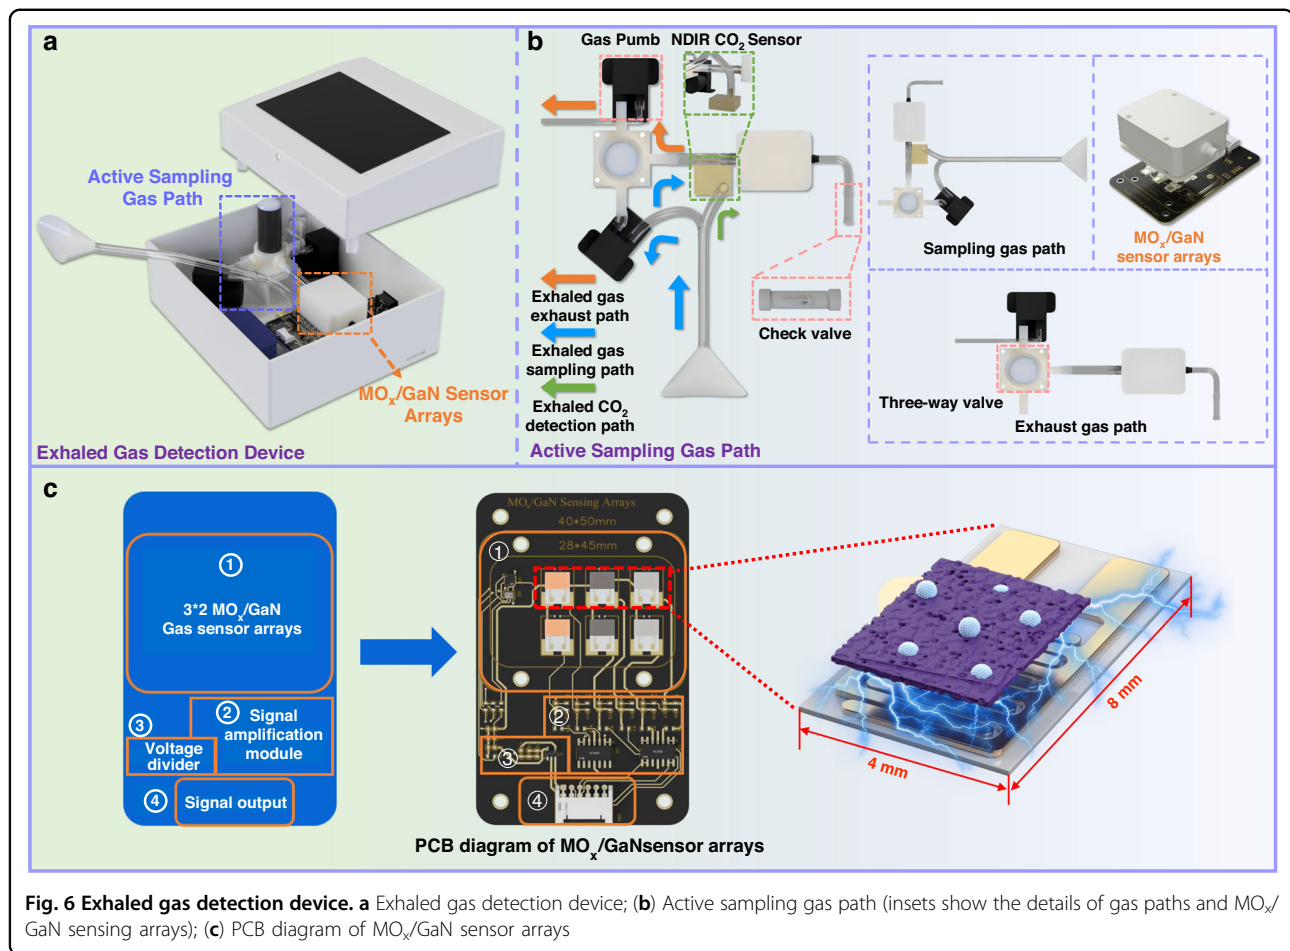 a
Active Sampling
Gas Path
MOₓ/GaN Sensor
Arrays
Exhaled Gas Detection Device
b
Gas Pumb
NDIR CO₂ Sensor
Exhaled gas
exhaust path
Exhaled gas
sampling path
Exhaled CO₂
detection path
Check valve
Active Sampling Gas Path
Sampling gas path
MOₓ/GaN
sensor arrays
Three-way valve
Exhaust gas path
c
①
3*2 MOₓ/GaN
Gas sensor arrays
②
Signal
amplification
module
③
Voltage
divider
④
Signal output
MOₓ/GaN Sensing Arrays
40*50mm
28*45mm
①
②
③
④
PCB diagram of MOₓ/GaNsensor arrays
8 mm
4 mm
Fig. 6 Exhaled gas detection device. a Exhaled gas detection device; (b) Active sampling gas path (insets show the details of gas paths and MOₓ/
GaN sensing arrays); (c) PCB diagram of MOₓ/GaN sensor arrays